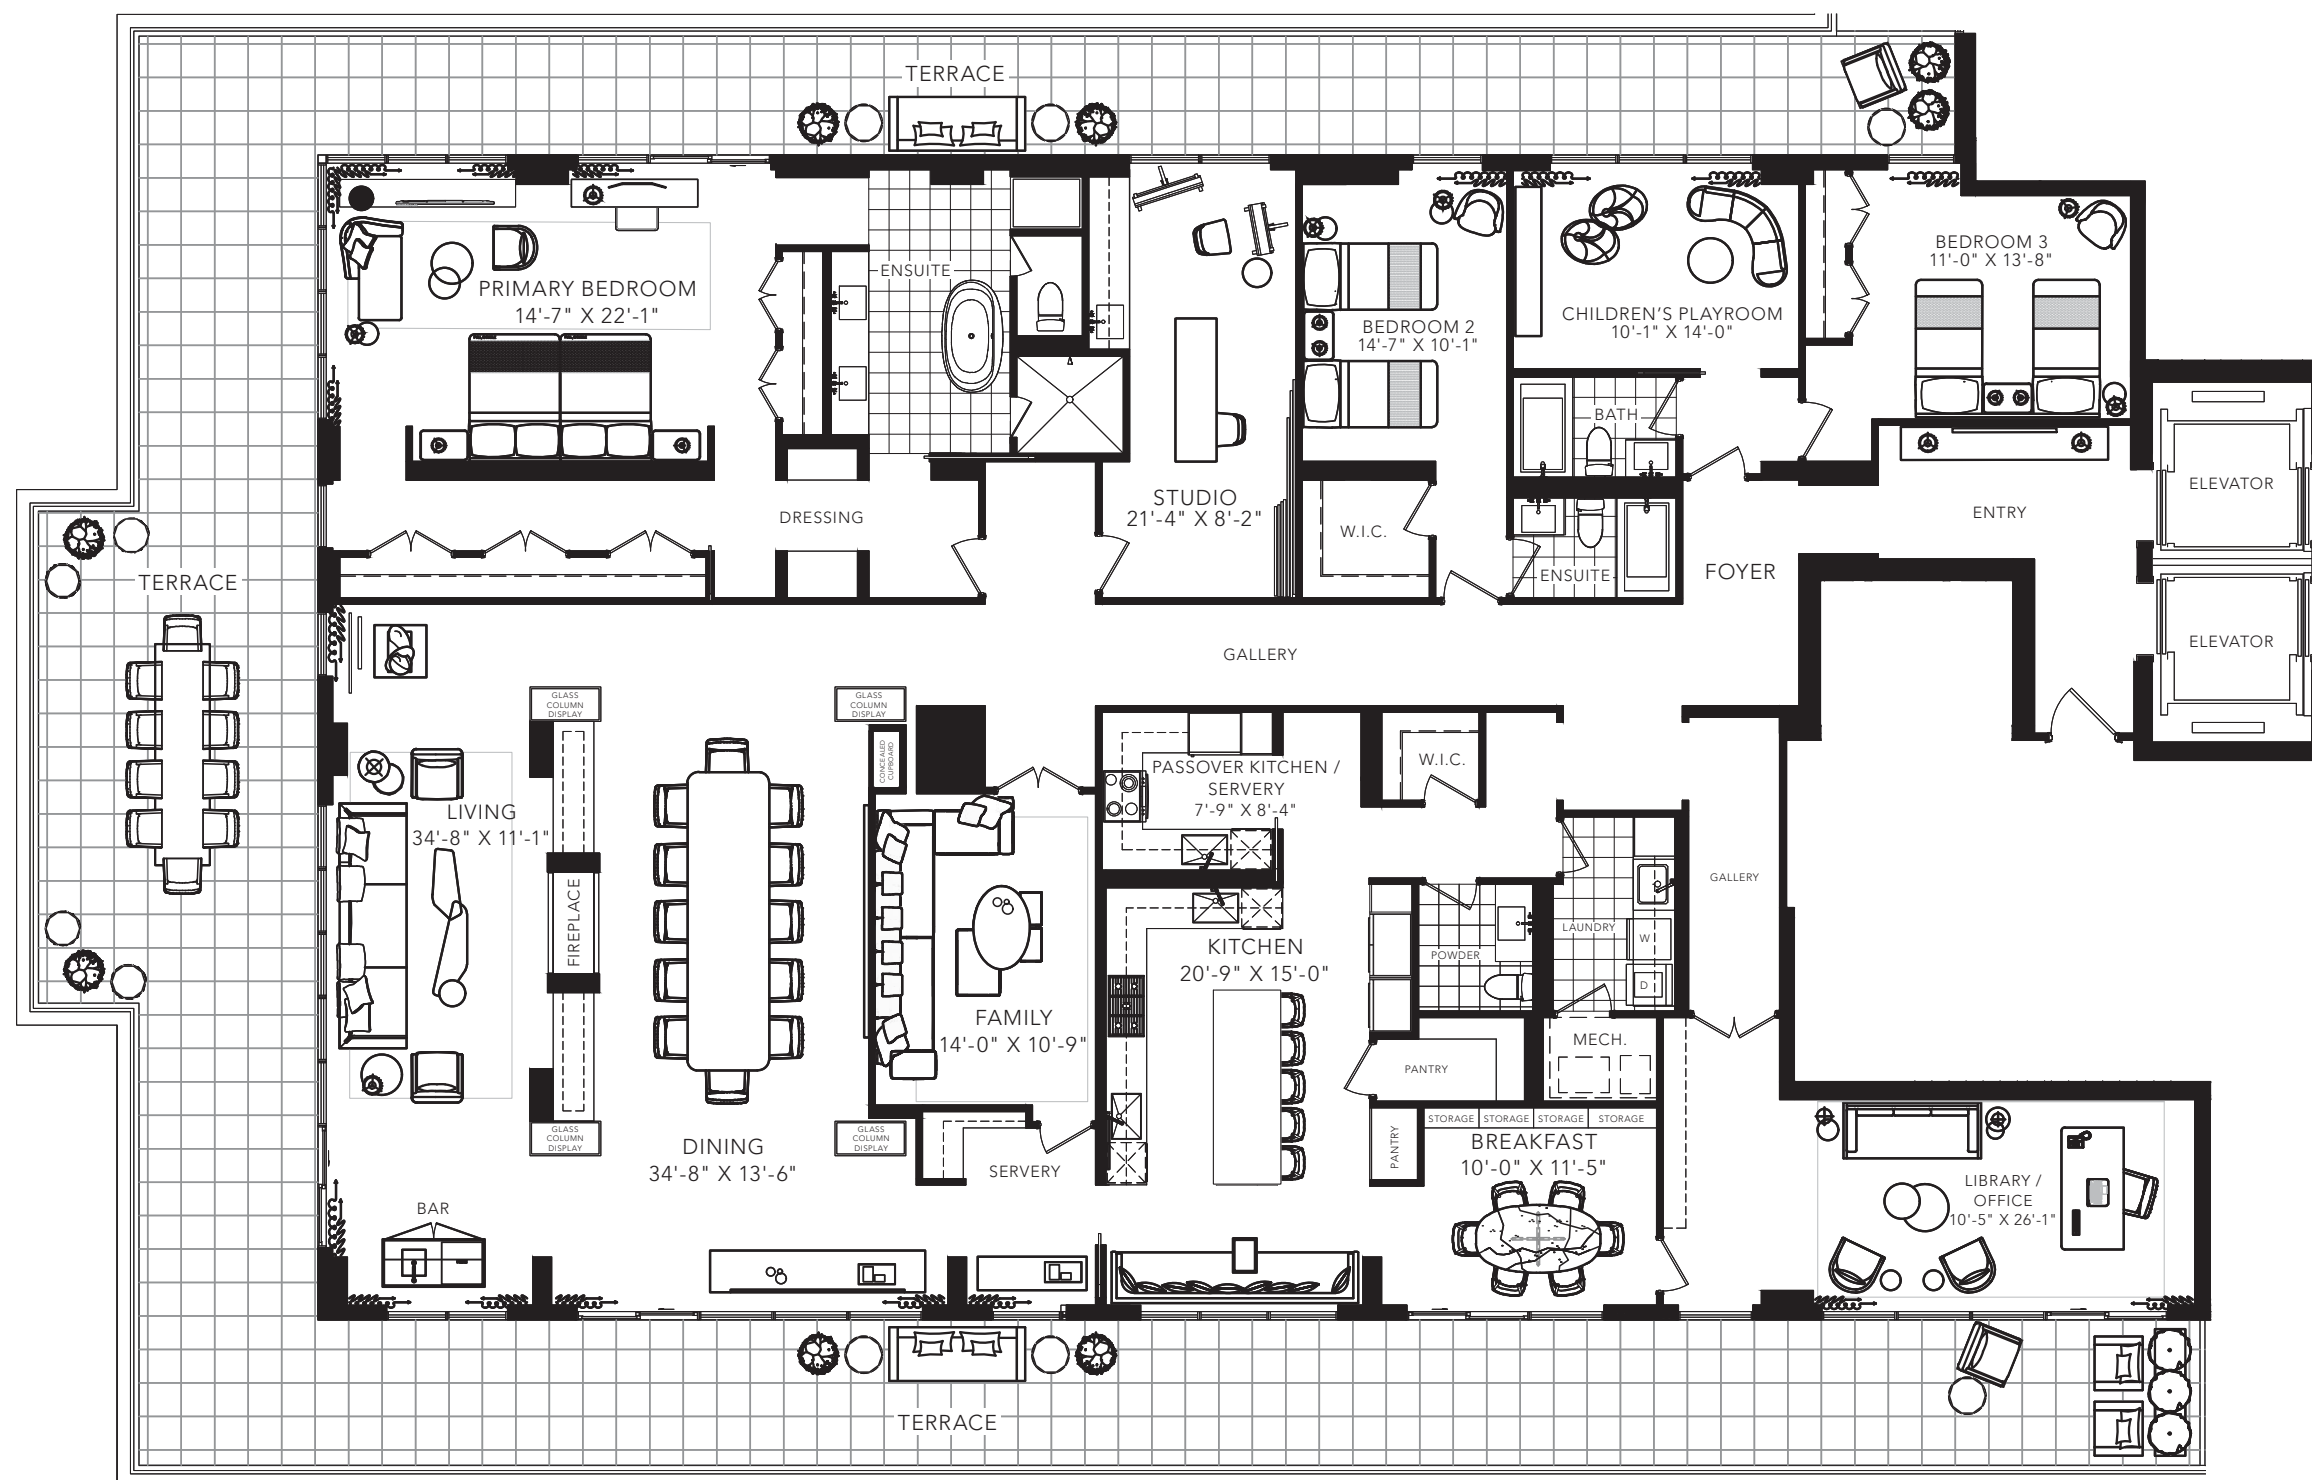 TERRACE
PRIMARY BEDROOM
14'-7" X 22'-1"
ENSUITE
BEDROOM 2
14'-7" X 10'-1"
CHILDREN'S PLAYROOM
10'-1" X 14'-0"
BEDROOM 3
11'-0" X 13'-8"
BATH
ELEVATOR
STUDIO
21'-4" X 8'-2"
DRESSING
W.I.C.
ENTRY
ENSUITE
FOYER
TERRACE
GALLERY
ELEVATOR
GLASS
COLUMN
DISPLAY
GLASS
COLUMN
DISPLAY
CONCEALED
CUPBOARD
PASSOVER KITCHEN /
SERVERY
7'-9" X 8'-4"
W.I.C.
LIVING
34'-8" X 11'-1"
FIREPLACE
GALLERY
LAUNDRY
W
D
POWDER
KITCHEN
20'-9" X 15'-0"
FAMILY
14'-0" X 10'-9"
MECH.
PANTRY
STORAGE
STORAGE
STORAGE
STORAGE
PANTRY
BREAKFAST
10'-0" X 11'-5"
GLASS
COLUMN
DISPLAY
GLASS
COLUMN
DISPLAY
DINING
34'-8" X 13'-6"
SERVERY
LIBRARY /
OFFICE
10'-5" X 26'-1"
BAR
TERRACE